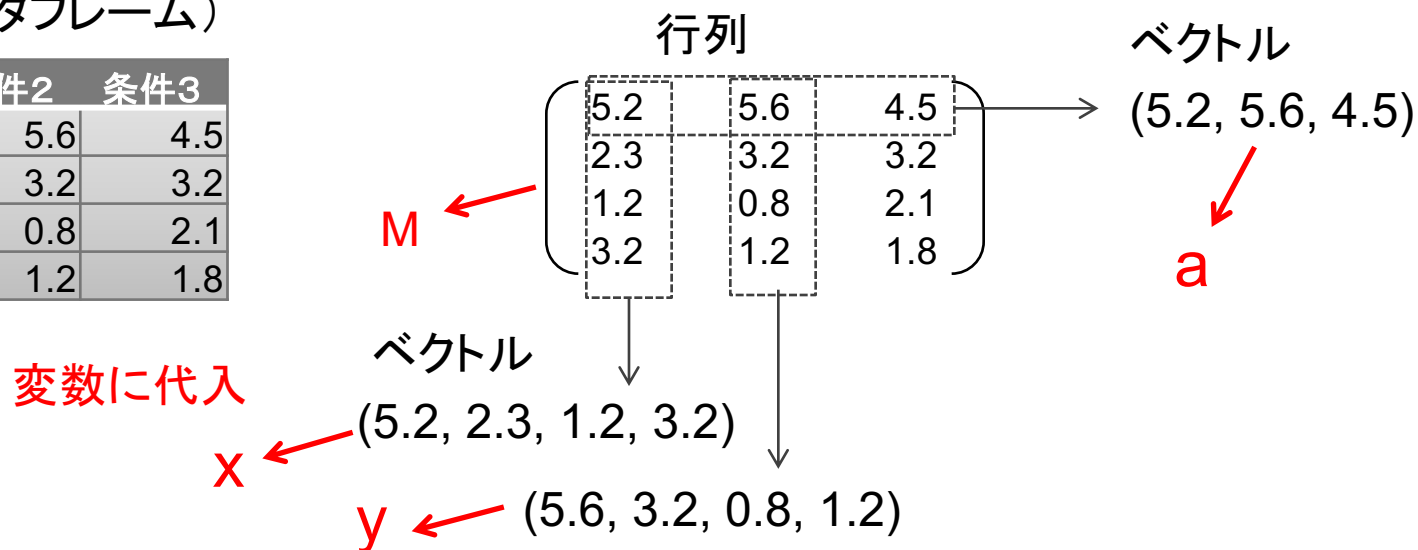 タフレーム)
件2 条件3
5.6 4.5
3.2 3.2
0.8 2.1
1.2 1.8
行列
5.2 5.6 4.5
2.3 3.2 3.2
1.2 0.8 2.1
3.2 1.2 1.8
M
ベクトル
(5.2, 5.6, 4.5)
a
変数に代入
ベクトル
(5.2, 2.3, 1.2, 3.2)
x
(5.6, 3.2, 0.8, 1.2)
y